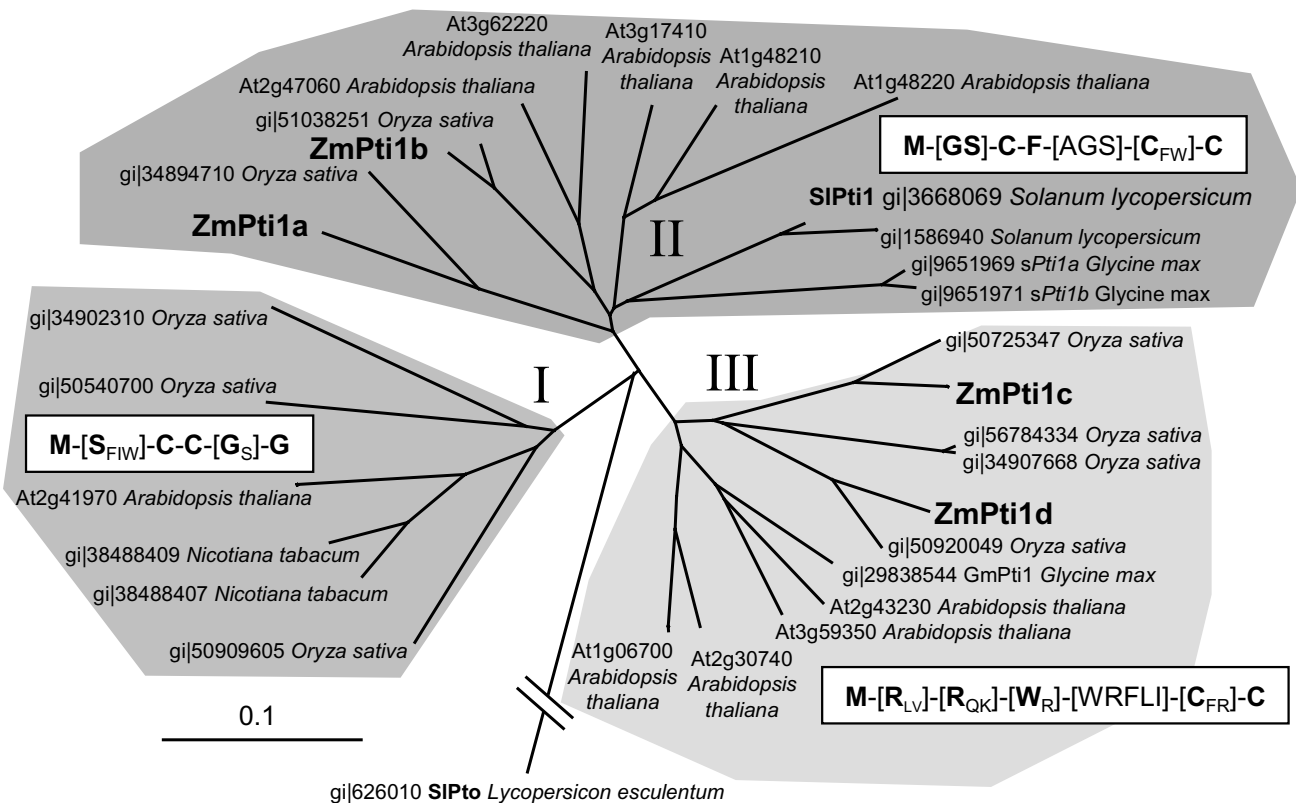 At3g62220
Arabidopsis thaliana
At3g17410
Arabidopsis
thaliana
At1g48210
Arabidopsis
thaliana
At2g47060 Arabidopsis thaliana
At1g48220 Arabidopsis thaliana
gi|51038251 Oryza sativa
ZmPti1b
M-[GS]-C-F-[AGS]-[CFW]-C
gi|34894710 Oryza sativa
SlPti1 gi|3668069 Solanum lycopersicum
ZmPti1a
II
gi|1586940 Solanum lycopersicum
gi|9651969 sPti1a Glycine max
gi|9651971 sPti1b Glycine max
gi|34902310 Oryza sativa
gi|50725347 Oryza sativa
I
III
gi|50540700 Oryza sativa
ZmPti1c
M-[SFIW]-C-C-[GS]-G
gi|56784334 Oryza sativa
gi|34907668 Oryza sativa
At2g41970 Arabidopsis thaliana
ZmPti1d
gi|50920049 Oryza sativa
gi|38488409 Nicotiana tabacum
gi|29838544 GmPti1 Glycine max
gi|38488407 Nicotiana tabacum
At2g43230 Arabidopsis thaliana
At3g59350 Arabidopsis thaliana
gi|50909605 Oryza sativa
At1g06700
Arabidopsis
thaliana
At2g30740
Arabidopsis
thaliana
M-[RLV]-[RQK]-[WR]-[WRFLI]-[CFR]-C
0.1
gi|626010 SlPto Lycopersicon esculentum